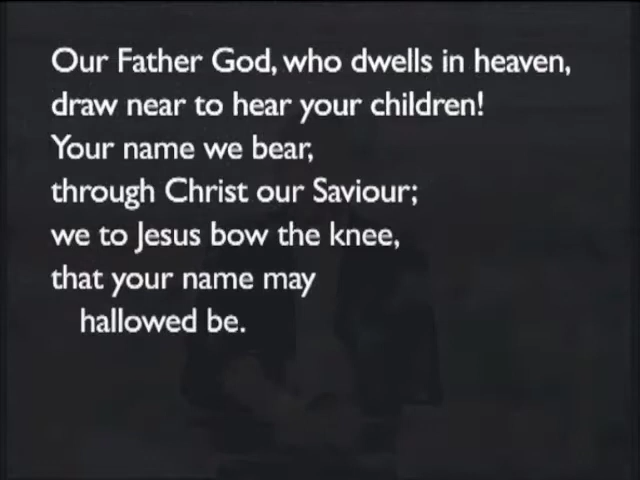 Our Father God, who dwells in heaven,
draw near to hear your children!
Your name we bear,
through Christ our Saviour;
we to Jesus bow the knee,
that your name may
hallowed be.